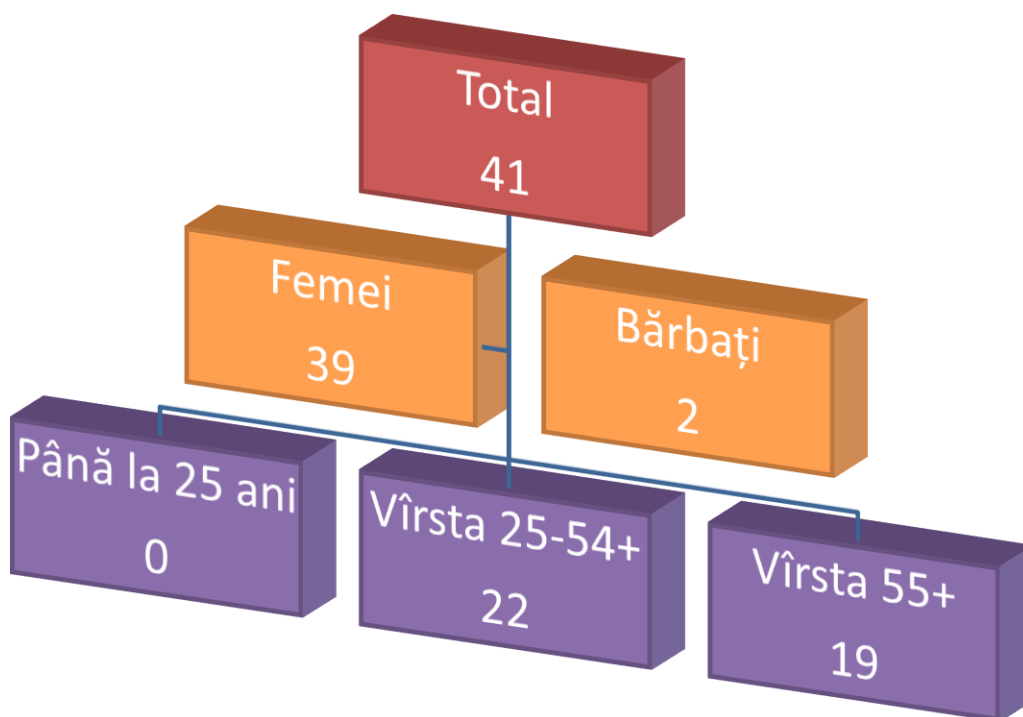 Total
41
Femei
39
Bărbați
2
Până la 25 ani
0
Vîrsta 25-54+
22
Vîrsta 55+
19